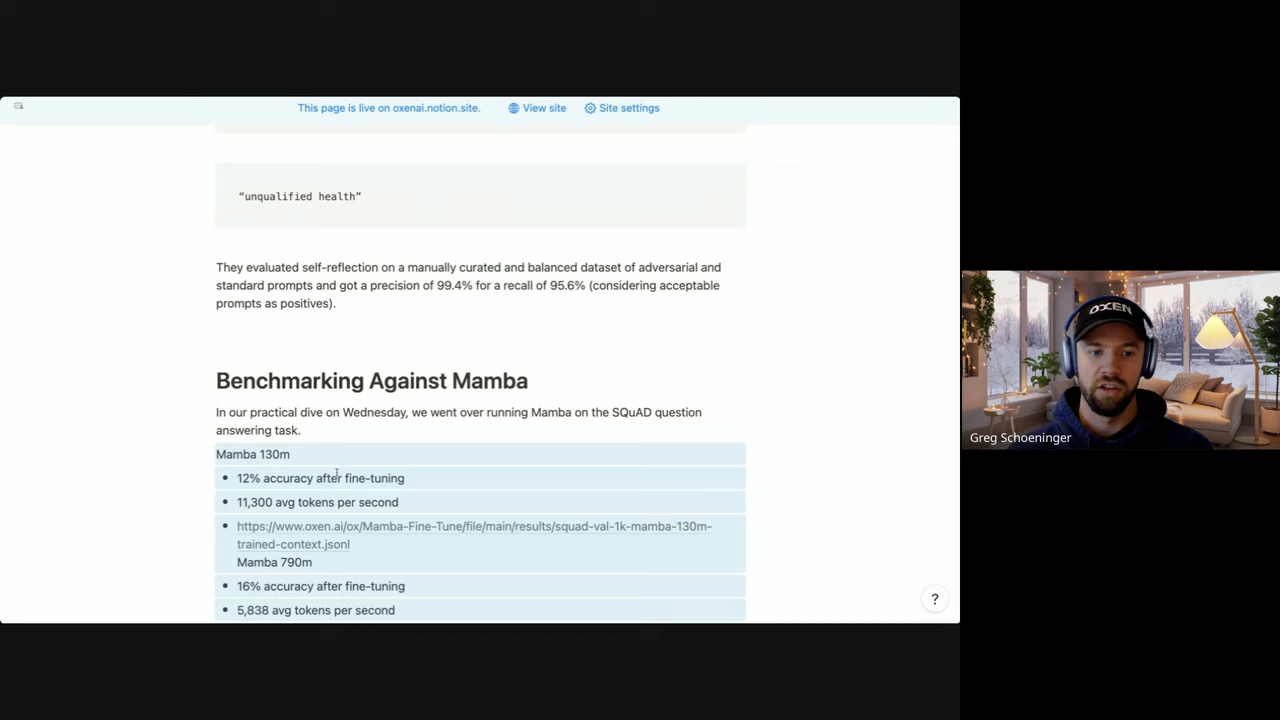 This page is live on oxenai.notion.site.
View site
Site settings
“unqualified health”
They evaluated self-reflection on a manually curated and balanced dataset of adversarial and
standard prompts and got a precision of 99.4% for a recall of 95.6% (considering acceptable
prompts as positives).
Benchmarking Against Mamba
In our practical dive on Wednesday, we went over running Mamba on the SQuAD question
answering task.
Mamba 130m
• 12% accuracy after fine-tuning
• 11,300 avg tokens per second
• https://www.oxen.ai/ox/Mamba-Fine-Tune/file/main/results/squad-val-1k-mamba-130m-
trained-context.jsonl
Mamba 790m
• 16% accuracy after fine-tuning
• 5,838 avg tokens per second
?
OXEN
Greg Schoeninger